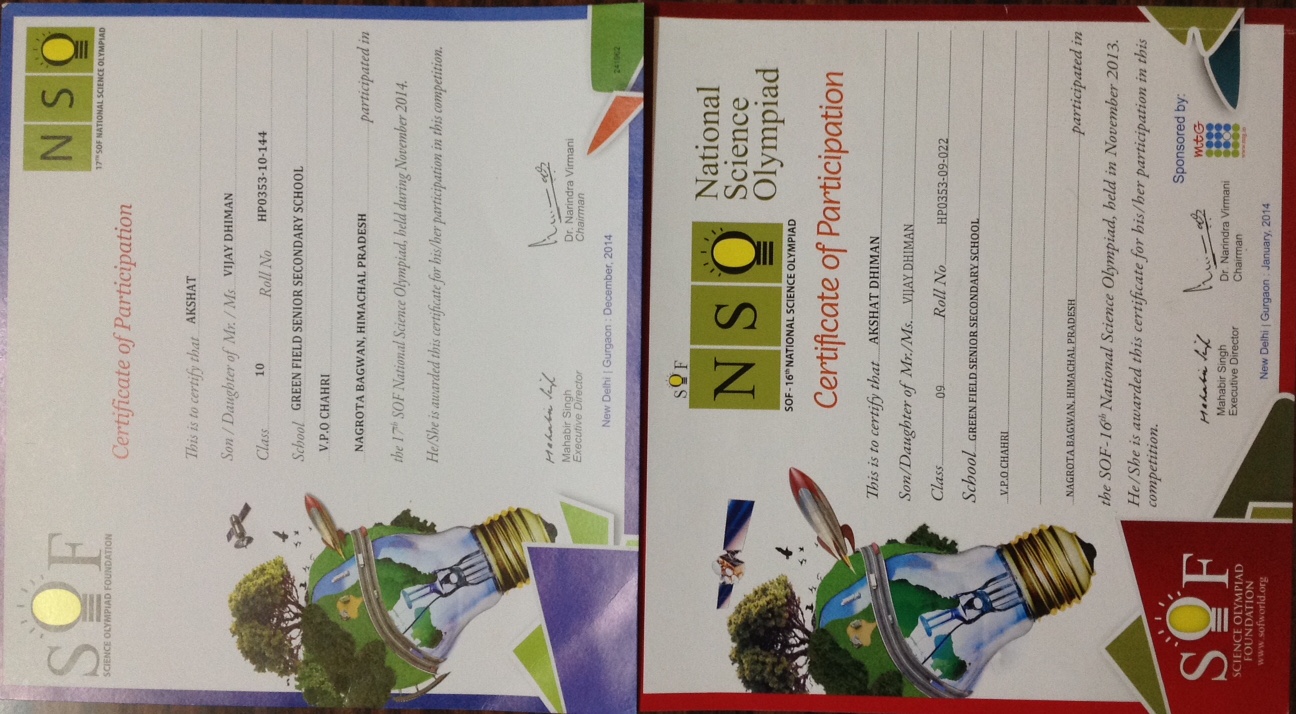 SOF
SCIENCE OLYMPIAD FOUNDATION
NSO
17th SOF NATIONAL SCIENCE OLYMPIAD
Certificate of Participation
This is to certify that AKSHAT
Son / Daughter of Mr. / Ms. VIJAY DHIMAN
Class 10 Roll No HP0353-10-144
School GREEN FIELD SENIOR SECONDARY SCHOOL
V.P.O CHAHRI
NAGROTA BAGWAN, HIMACHAL PRADESH participated in
the 17th SOF National Science Olympiad, held during November 2014.
He/She is awarded this certificate for his/her participation in this competition.
Mahabir Singh
Mahabir Singh
Executive Director
Dr. Narindra Virmani
Chairman
New Delhi | Gurgaon : December, 2014
241062
SOF
NSO
National
Science
Olympiad
SOF - 16th NATIONAL SCIENCE OLYMPIAD
Certificate of Participation
This is to certify that AKSHAT DHIMAN
Son/Daughter of Mr./Ms. VIJAY DHIMAN
Class 09 Roll No HP0353-09-022
School GREEN FIELD SENIOR SECONDARY SCHOOL
V.P.O CHAHRI
NAGROTA BAGWAN, HIMACHAL PRADESH participated in
the SOF-16th National Science Olympiad, held in November 2013.
He/She is awarded this certificate for his/her participation in this
competition.
Mahabir Singh
Mahabir Singh
Executive Director
Dr. Narindra Virmani
Chairman
Sponsored by:
mtG
New Delhi | Gurgaon : January, 2014
SOF
SCIENCE OLYMPIAD
FOUNDATION
www.sofworld.org